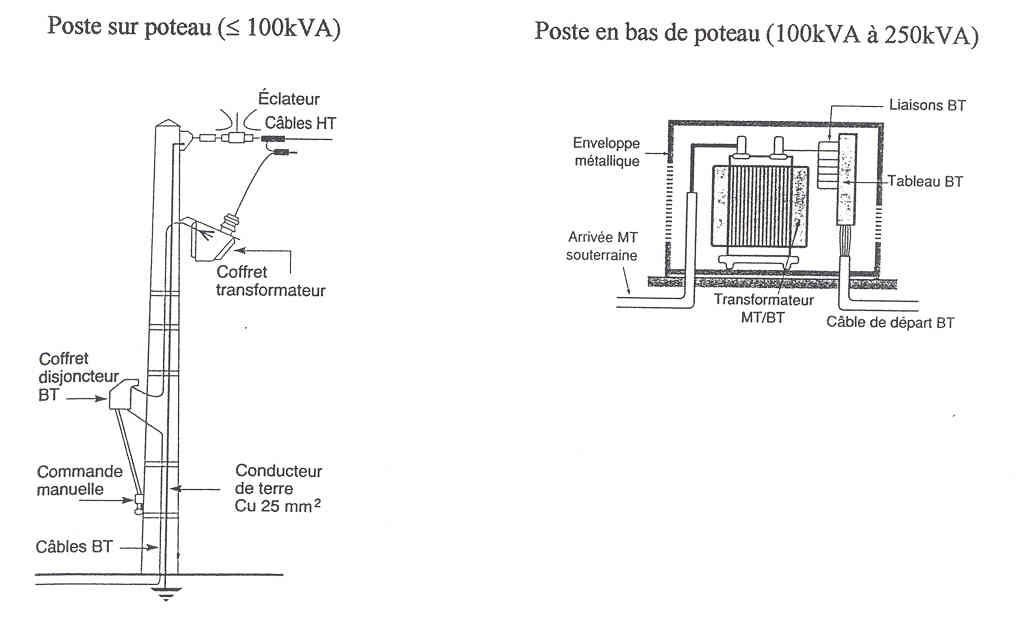 Poste sur poteau (≤ 100kVA)
Éclateur
Câbles HT
Coffret
transformateur
Coffret
disjoncteur
BT
Commande
manuelle
Conducteur
de terre
Cu 25 mm²
Câbles BT
Poste en bas de poteau (100kVA à 250kVA)
Liaisons BT
Enveloppe
métallique
Tableau BT
Arrivée MT
souterraine
Transformateur
MT/BT
Câble de départ BT